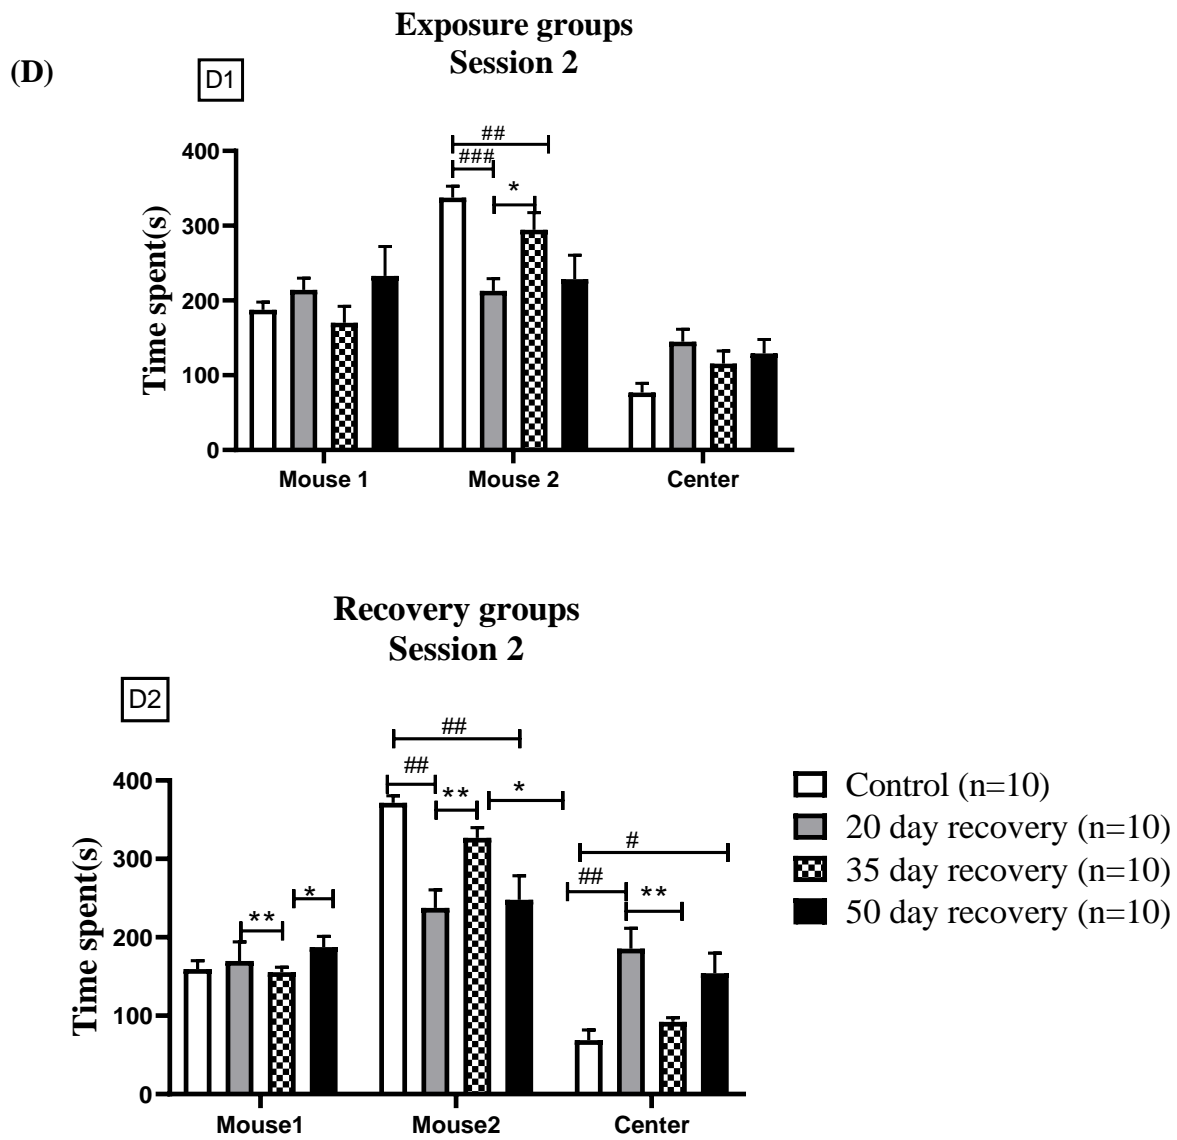 Exposure groups
Session 2
(D)
D1
##
###
*
400
300
200
100
0
Time spent(s)
Mouse 1
Mouse 2
Center
Recovery groups
Session 2
D2
##
##
**
*
#
##
**
**
*
400
300
200
100
0
Time spent(s)
Mouse1
Mouse2
Center
Control (n=10)
20 day recovery (n=10)
35 day recovery (n=10)
50 day recovery (n=10)